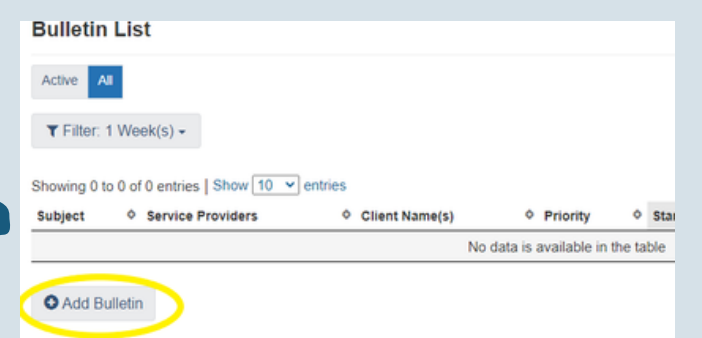 Bulletin List
Active All
Filter: 1 Week(s)
Showing 0 to 0 of 0 entries | Show 10 entries
Subject Service Providers Client Name(s) Priority
No data is available in the table
Add Bulletin